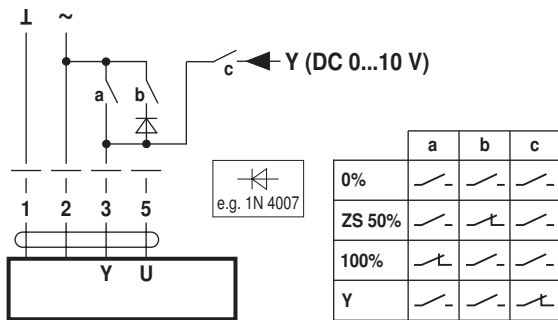 ⊥ ~
a b c Y (DC 0...10 V)
1 2 3 5
Y U
e.g. 1N 4007
a b c
0%
ZS 50%
100%
Y